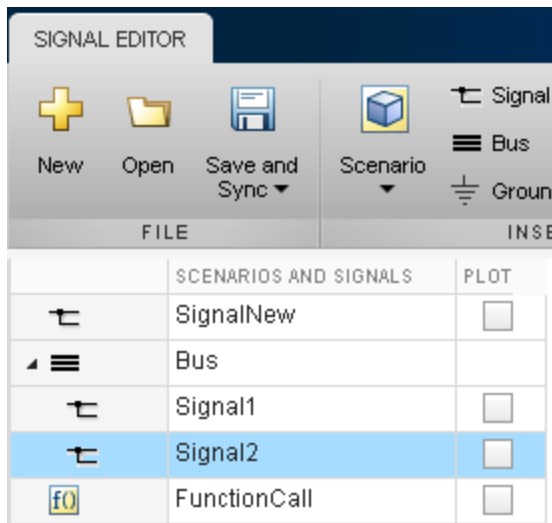 SIGNAL EDITOR
New
Open
Save and
Sync
Scenario
Signal
Bus
FILE
SCENARIOS AND SIGNALS PLOT
SignalNew
Bus
Signal1
Signal2
f() FunctionCall